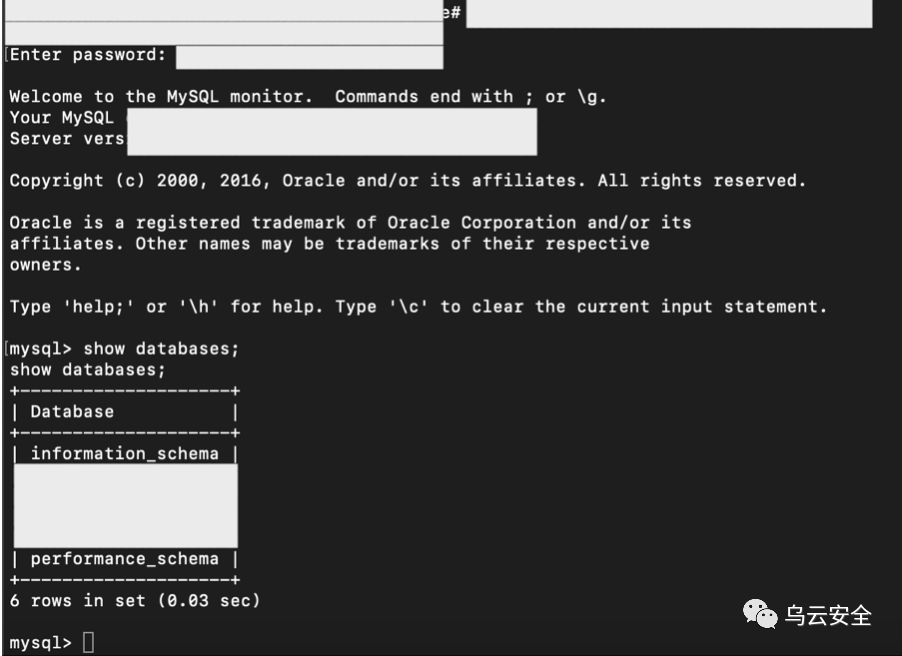 e#
Enter password:
Welcome to the MySQL monitor.  Commands end with ; or \g.
Your MySQL
Server vers
Copyright (c) 2000, 2016, Oracle and/or its affiliates. All rights reserved.
Oracle is a registered trademark of Oracle Corporation and/or its
affiliates. Other names may be trademarks of their respective
owners.
Type 'help;' or '\h' for help. Type '\c' to clear the current input statement.
[mysql> show databases;
show databases;
+--------------------+
| Database           |
+--------------------+
| information_schema |
| performance_schema |
+--------------------+
6 rows in set (0.03 sec)
mysql>
乌云安全